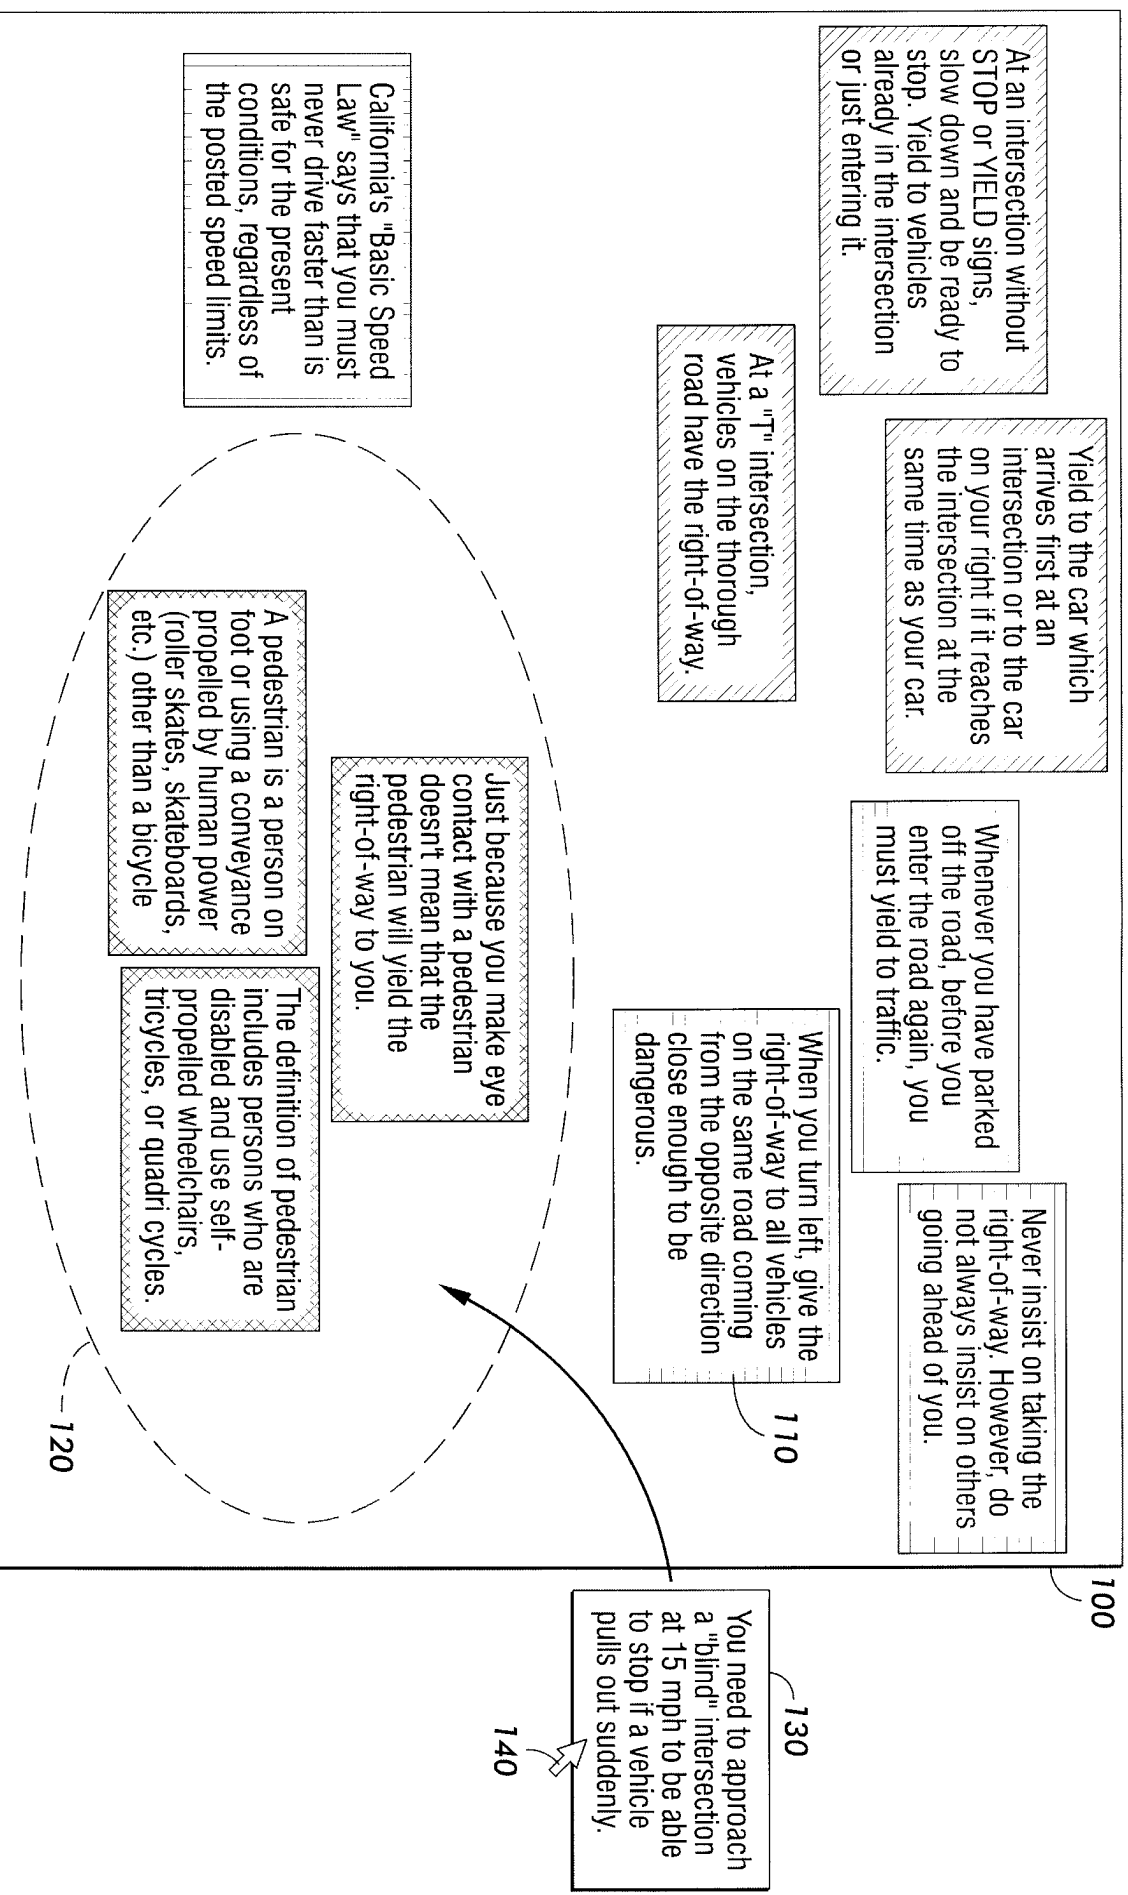 At an intersection without
STOP or YIELD signs,
slow down and be ready to
stop. Yield to vehicles
already in the intersection
or just entering it.
Yield to the car which
arrives first at an
intersection or to the car
on your right if it reaches
the intersection at the
same time as your car.
Whenever you have parked
off the road, before you
enter the road again, you
must yield to traffic.
Never insist on taking the
right-of-way. However, do
not always insist on others
going ahead of you.
100
At a "T" intersection,
vehicles on the thorough
road have the right-of-way.
When you turn left, give the
right-of-way to all vehicles
on the same road coming
from the opposite direction
close enough to be
dangerous.
110
You need to approach
a "blind" intersection
at 15 mph to be able
to stop if a vehicle
pulls out suddenly.
130
140
California's "Basic Speed
Law" says that you must
never drive faster than is
safe for the present
conditions, regardless of
the posted speed limits.
Just because you make eye
contact with a pedestrian
doesn't mean that the
pedestrian will yield the
right-of-way to you.
A pedestrian is a person on
foot or using a conveyance
propelled by human power
(roller skates, skateboards,
etc.) other than a bicycle
The definition of pedestrian
includes persons who are
disabled and use self-
propelled wheelchairs,
tricycles, or quadri cycles.
120